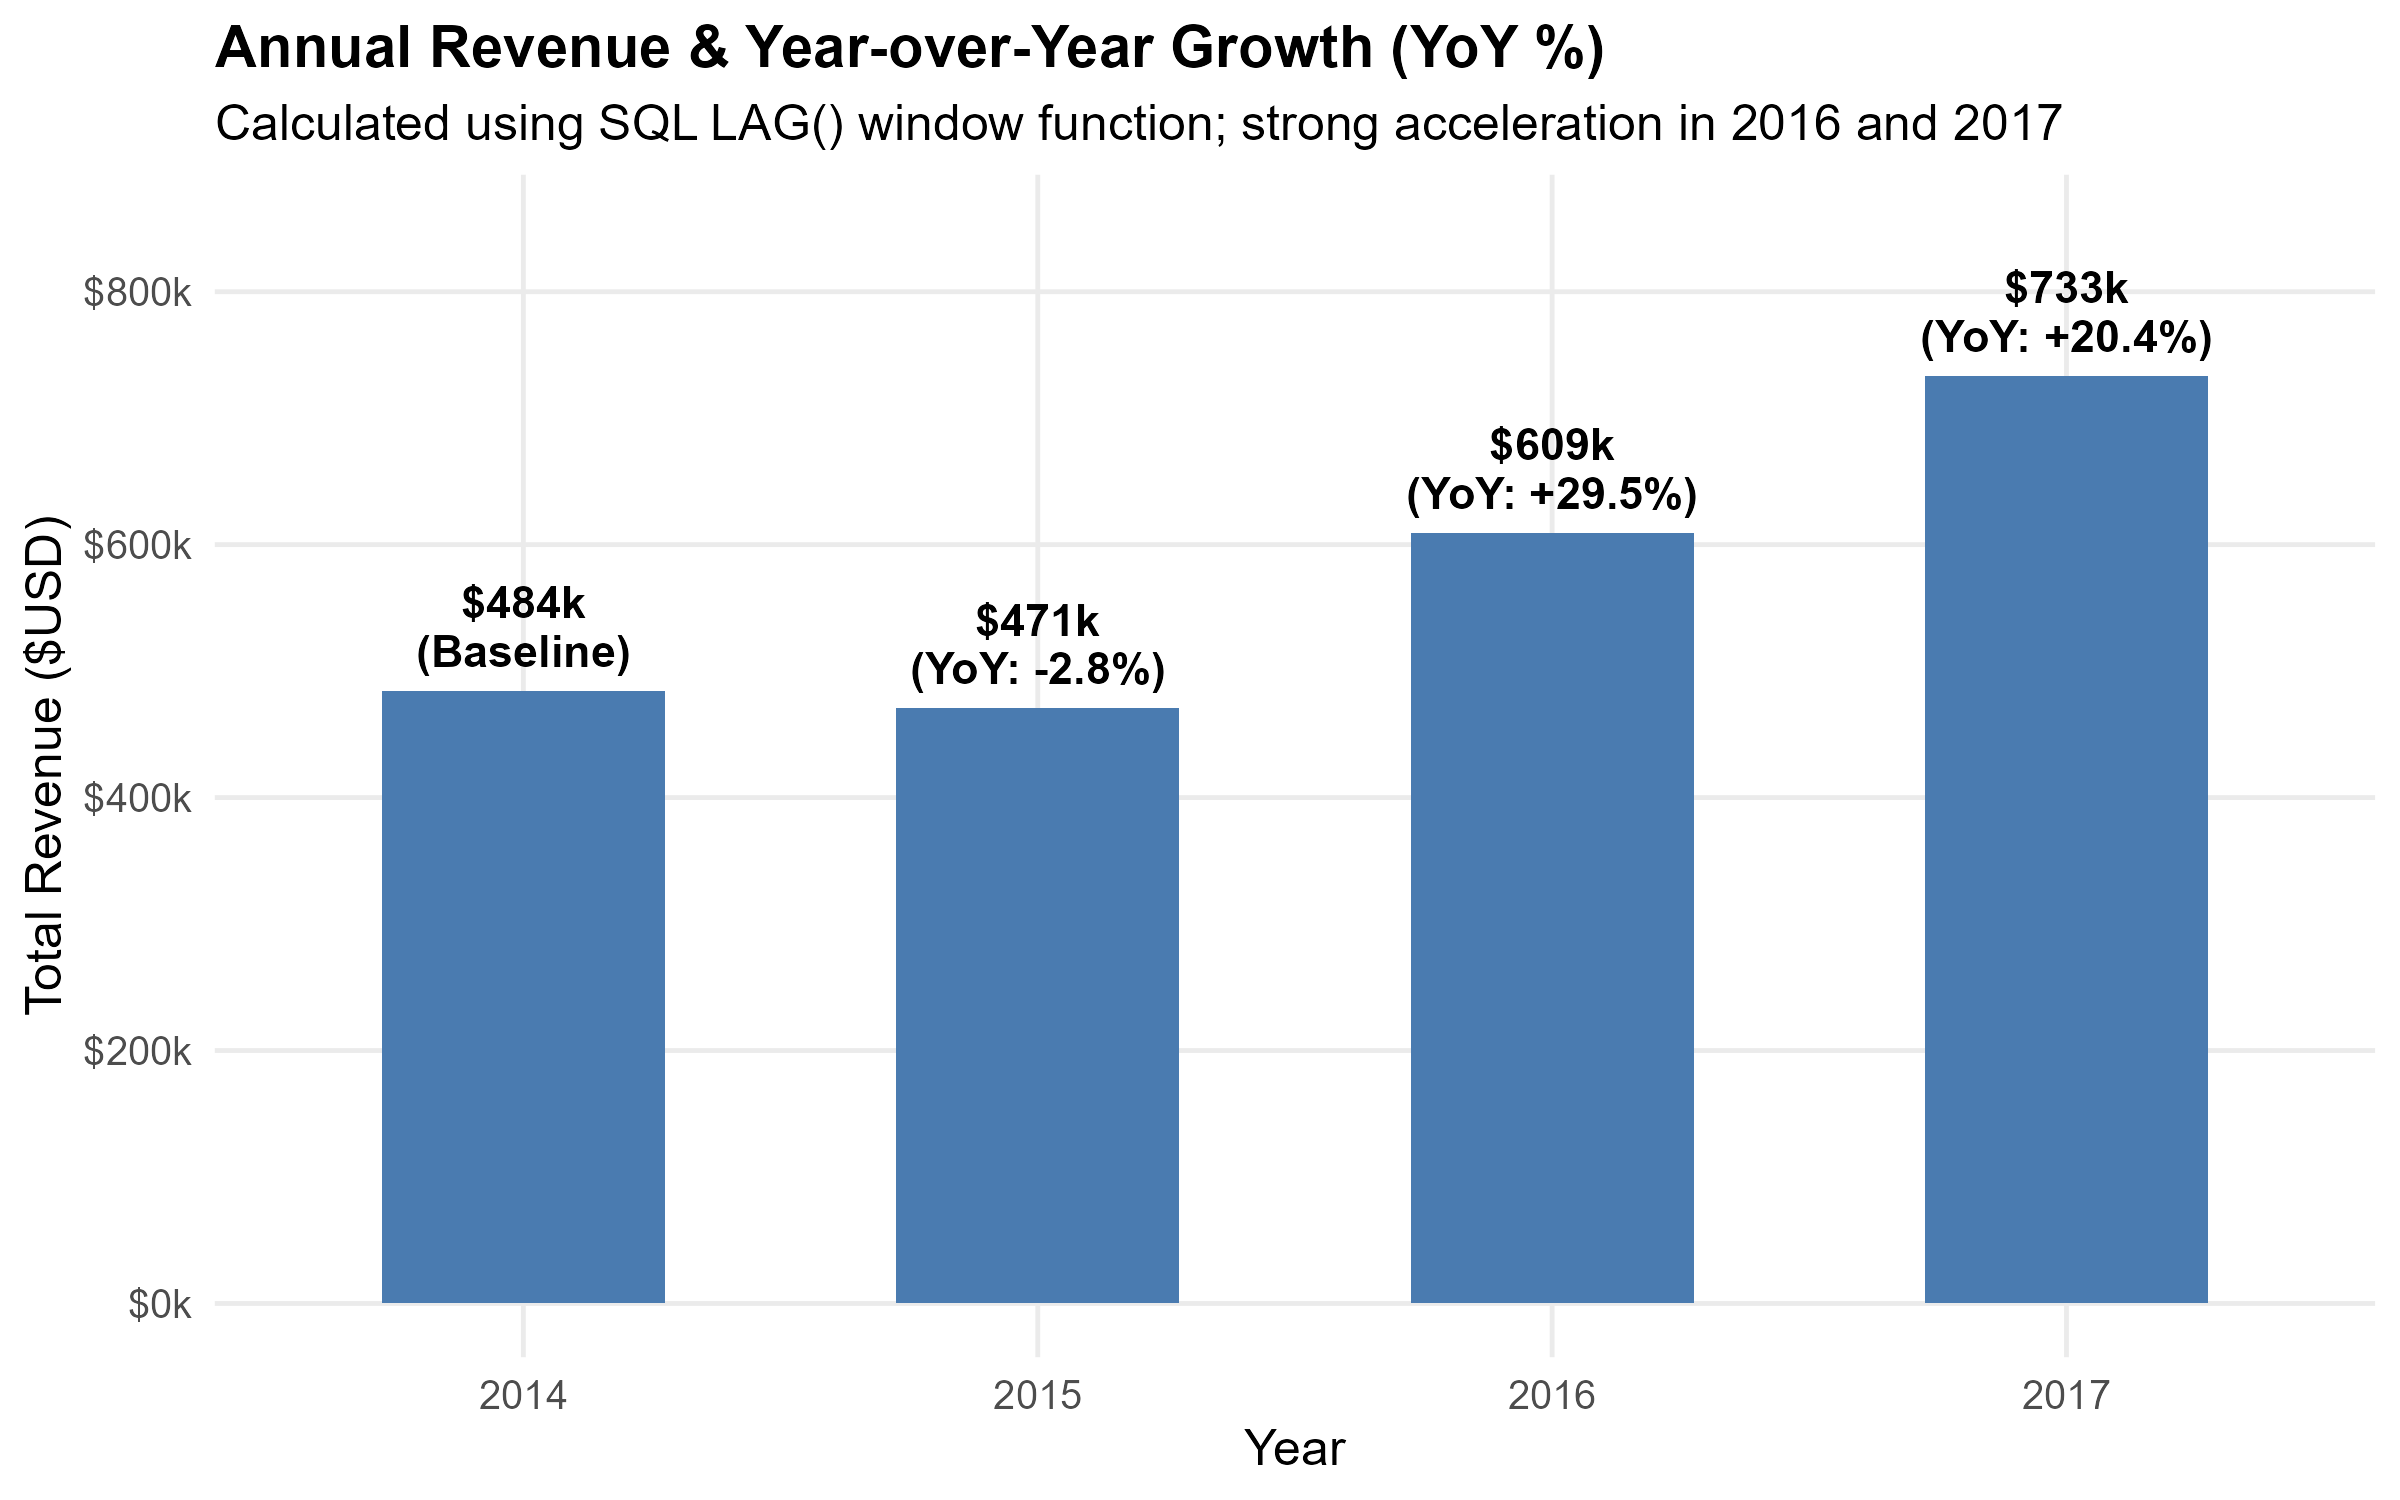 Annual Revenue & Year-over-Year Growth (YoY %)
Calculated using SQL LAG() window function; strong acceleration in 2016 and 2017
Total Revenue ($USD)
$800k
$600k
$400k
$200k
$0k
$484k
(Baseline)
$471k
(YoY: -2.8%)
$609k
(YoY: +29.5%)
$733k
(YoY: +20.4%)
2014
2015
2016
2017
Year